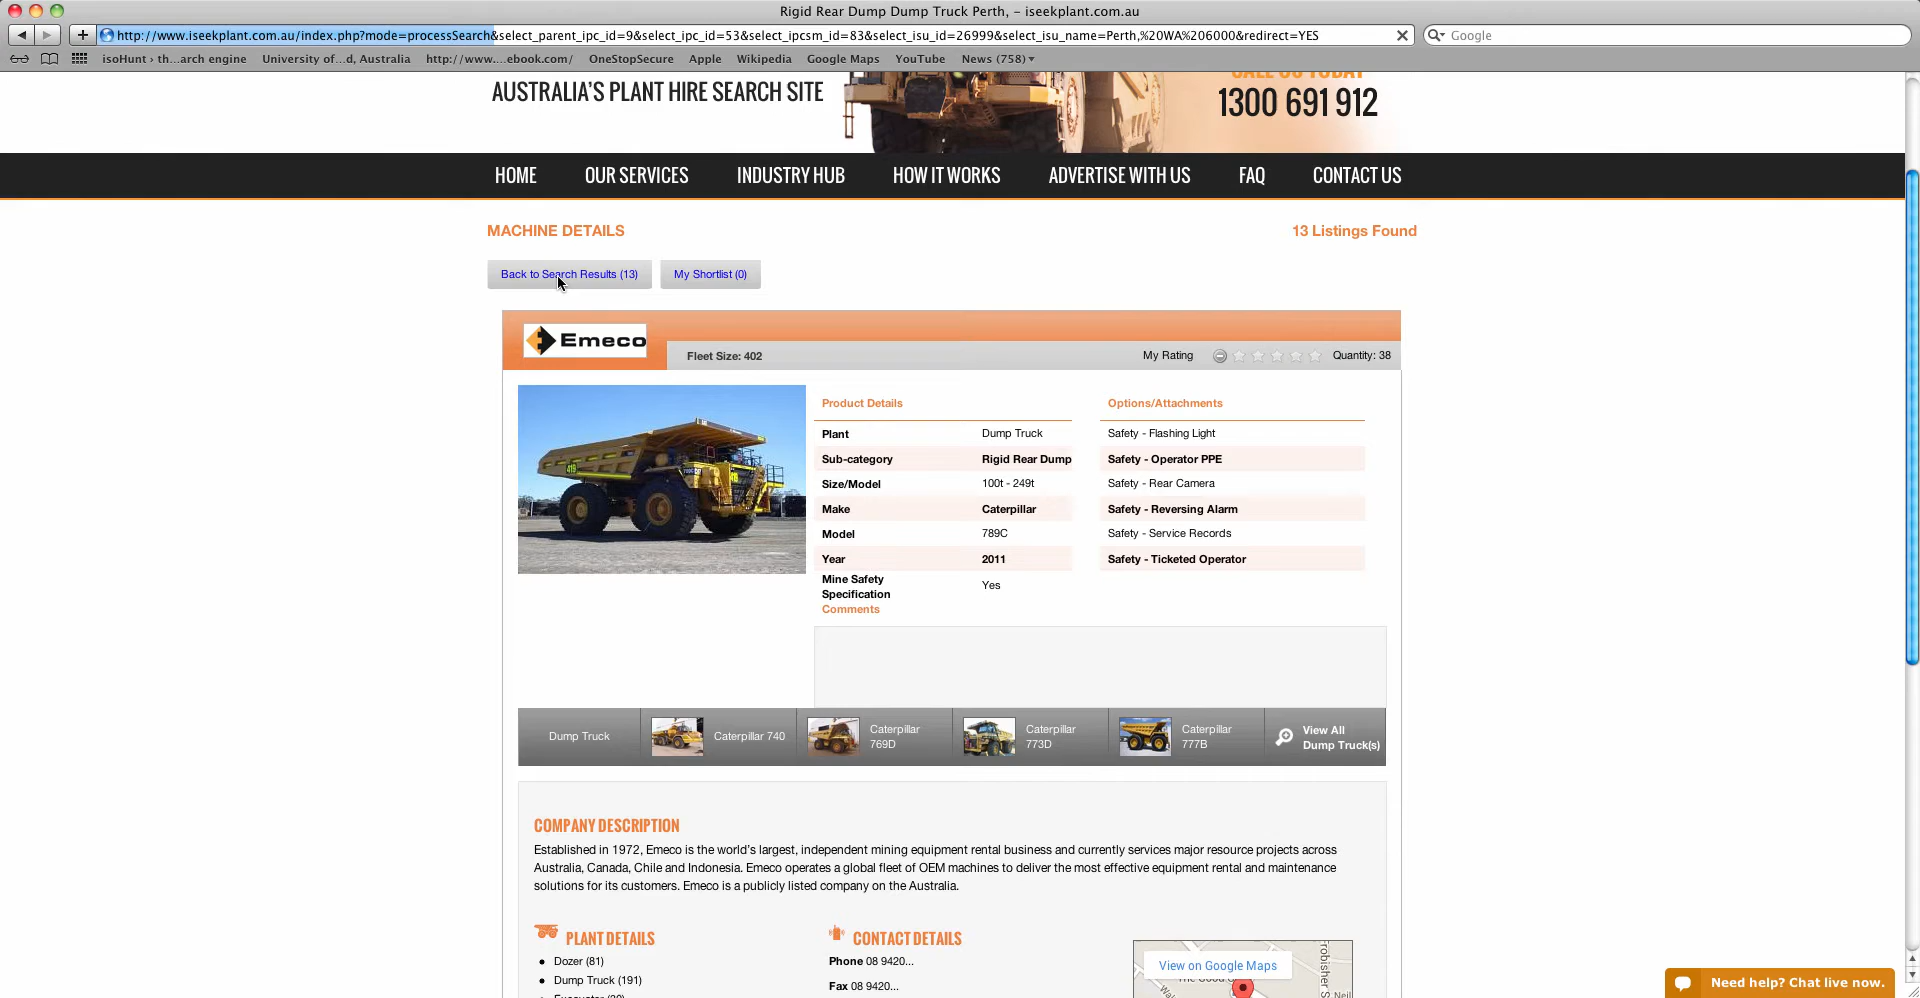 Rigid Rear Dump Dump Truck Perth, – iseekplant.com.au
http://www.iseekplant.com.au/index.php?mode=processSearch&select_parent_ipc_id=9&select_ipc_id=53&select_ipcsm_id=83&select_isu_id=26999&select_isu_name=Perth,%20WA%206000&redirect=YES
Google
isoHunt › th...arch engine University of...d, Australia http://www....ebook.com/ OneStopSecure Apple Wikipedia Google Maps YouTube News (758)
CALL US TODAY
AUSTRALIA'S PLANT HIRE SEARCH SITE
1300 691 912
HOME OUR SERVICES INDUSTRY HUB HOW IT WORKS ADVERTISE WITH US FAQ CONTACT US
MACHINE DETAILS 13 Listings Found
Back to Search Results (13) My Shortlist (0)
Emeco
Fleet Size: 402 My Rating Quantity: 38
Product Details Options/Attachments
Plant Dump Truck Safety - Flashing Light
Sub-category Rigid Rear Dump Safety - Operator PPE
Size/Model 100t - 249t Safety - Rear Camera
Make Caterpillar Safety - Reversing Alarm
Model 789C Safety - Service Records
Year 2011 Safety - Ticketed Operator
Mine Safety
Specification Yes
Comments
Dump Truck Caterpillar 740 Caterpillar 769D Caterpillar 773D Caterpillar 777B View All Dump Truck(s)
COMPANY DESCRIPTION
Established in 1972, Emeco is the world's largest, independent mining equipment rental business and currently services major resource projects across
Australia, Canada, Chile and Indonesia. Emeco operates a global fleet of OEM machines to deliver the most effective equipment rental and maintenance
solutions for its customers. Emeco is a publicly listed company on the Australia.
PLANT DETAILS CONTACT DETAILS
Dozer (81) Phone 08 9420...
View on Google Maps
Dump Truck (191) Fax 08 9420...
Need help? Chat live now.